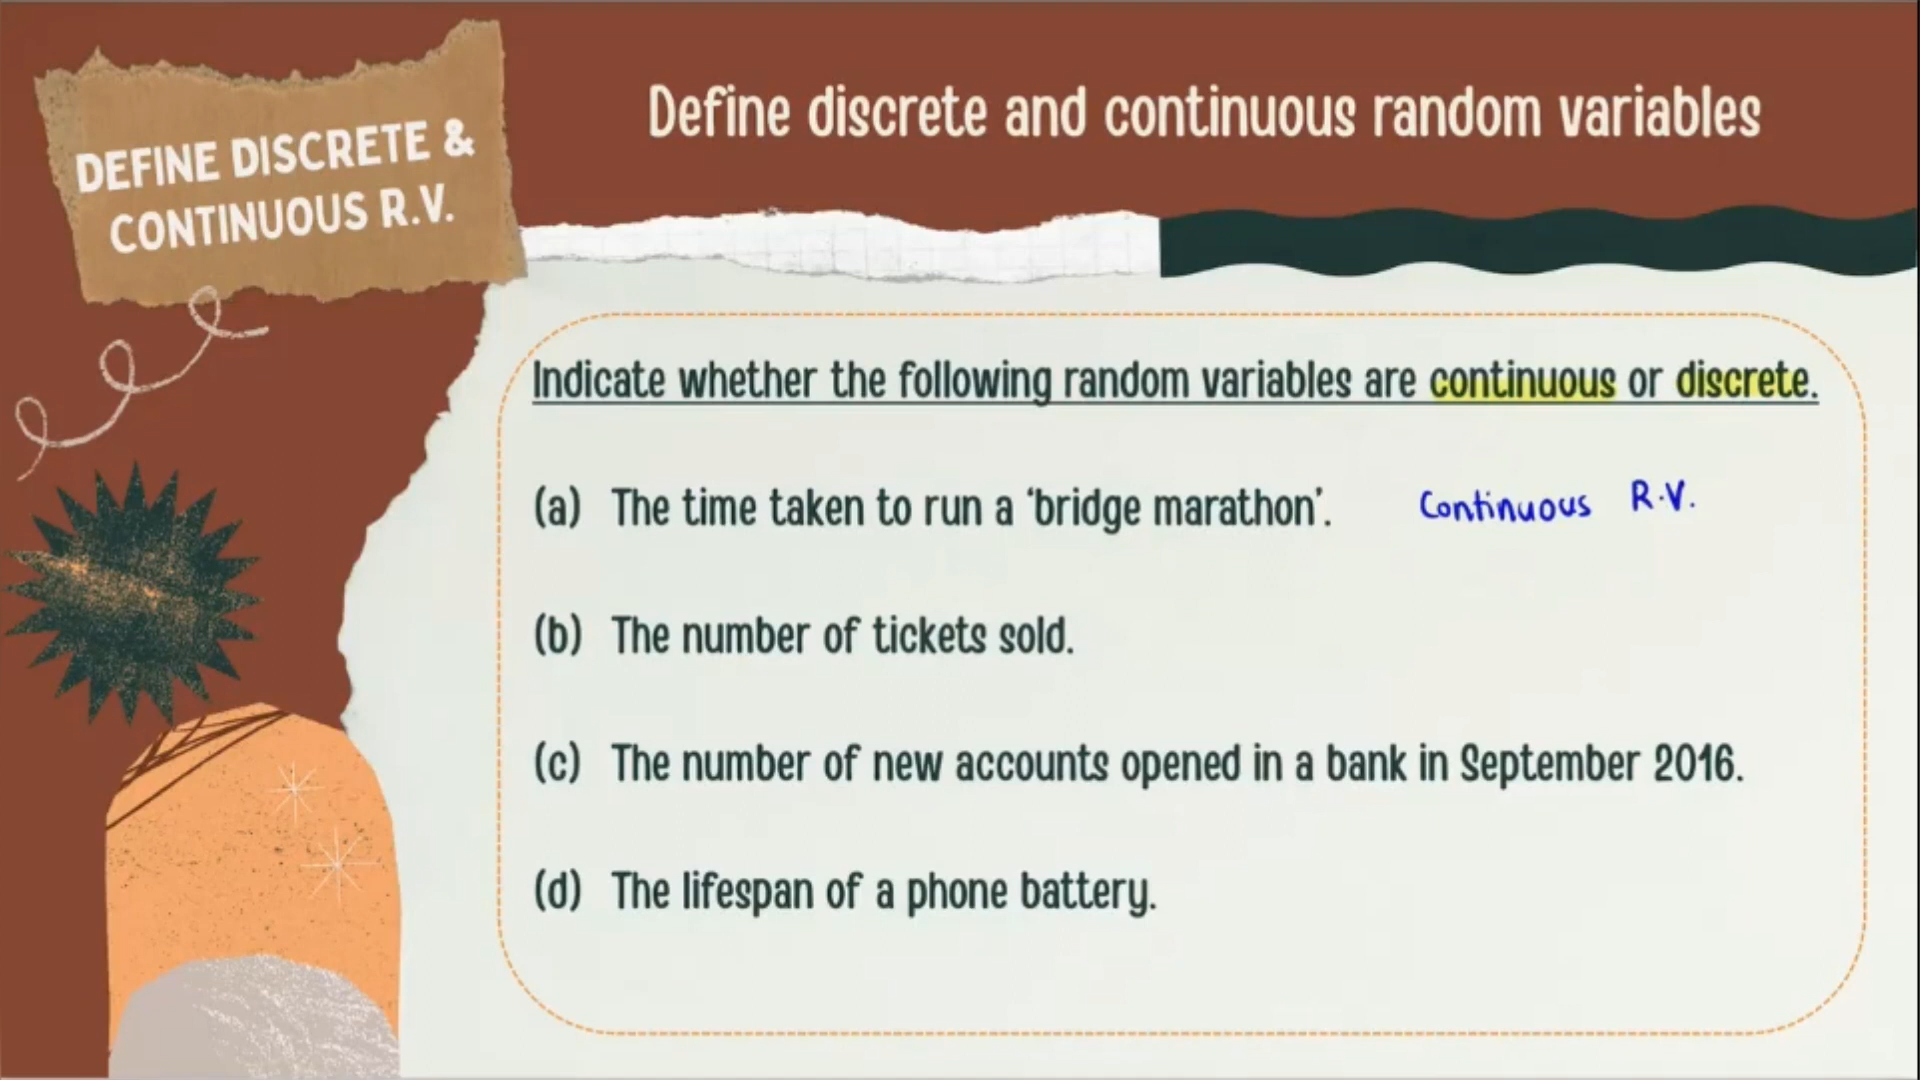 DEFINE DISCRETE &
CONTINUOUS R.V.
Define discrete and continuous random variables
Indicate whether the following random variables are continuous or discrete.
(a) The time taken to run a ‘bridge marathon’. Continuous R.V.
(b) The number of tickets sold.
(c) The number of new accounts opened in a bank in September 2016.
(d) The lifespan of a phone battery.